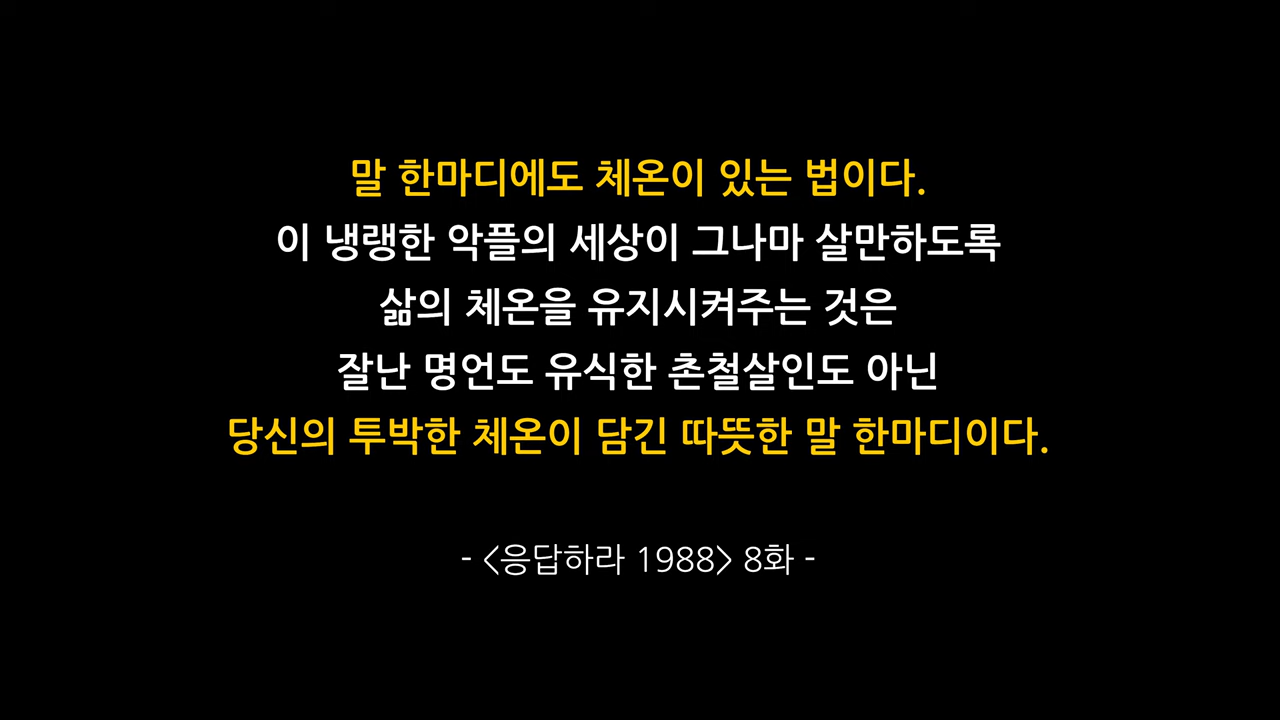 말 한마디에도 체온이 있는 법이다.
이 냉랭한 악플의 세상이 그나마 살만하도록
삶의 체온을 유지시켜주는 것은
잘난 명언도 유식한 촌철살인도 아닌
당신의 투박한 체온이 담긴 따뜻한 말 한마디이다.
- <응답하라 1988> 8화 -